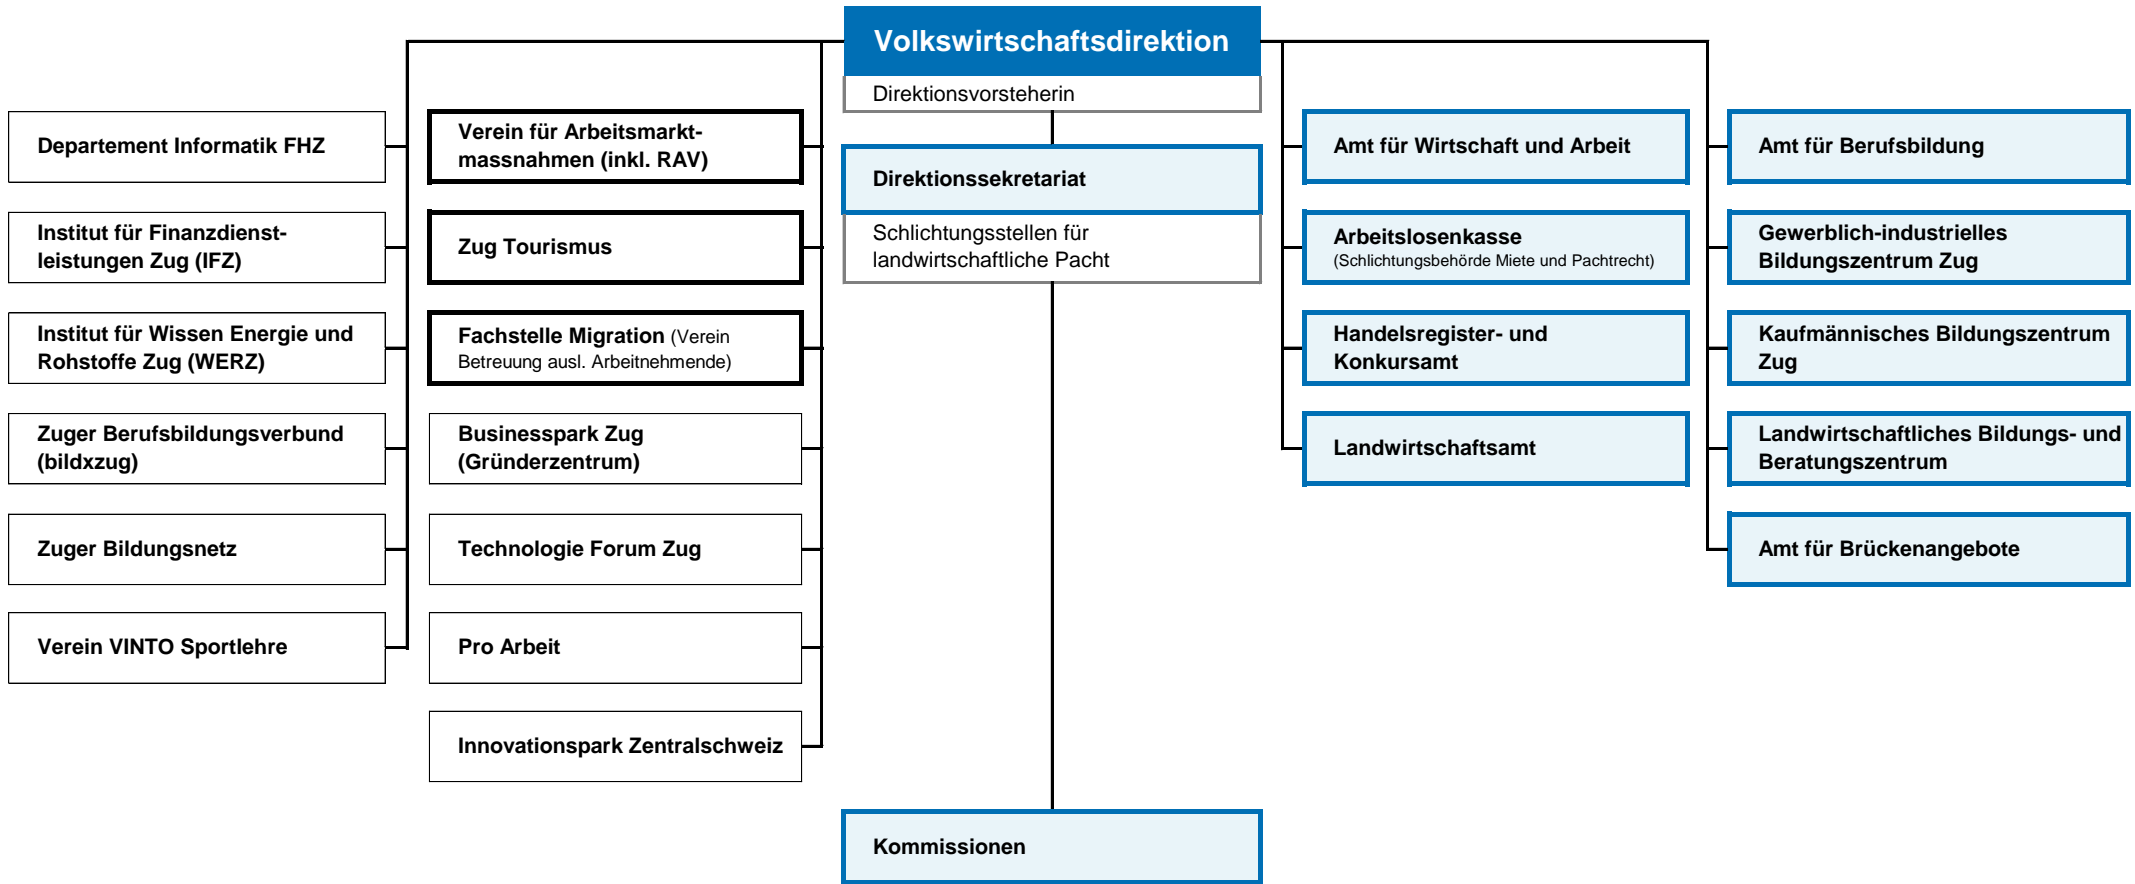 Volkswirtschaftsdirektion
Direktionsvorsteherin
Direktionssekretariat
Schlichtungsstellen für
landwirtschaftliche Pacht
Kommissionen
Departement Informatik FHZ
Institut für Finanzdienst-
leistungen Zug (IFZ)
Institut für Wissen Energie und
Rohstoffe Zug (WERZ)
Zuger Berufsbildungsverbund
(bildxzug)
Zuger Bildungsnetz
Verein VINTO Sportlehre
Verein für Arbeitsmarkt-
massnahmen (inkl. RAV)
Zug Tourismus
Fachstelle Migration (Verein
Betreuung ausl. Arbeitnehmende)
Businesspark Zug
(Gründerzentrum)
Technologie Forum Zug
Pro Arbeit
Innovationspark Zentralschweiz
Amt für Wirtschaft und Arbeit
Arbeitslosenkasse
(Schlichtungsbehörde Miete und Pachtrecht)
Handelsregister- und
Konkursamt
Landwirtschaftsamt
Amt für Berufsbildung
Gewerblich-industrielles
Bildungszentrum Zug
Kaufmännisches Bildungszentrum
Zug
Landwirtschaftliches Bildungs- und
Beratungszentrum
Amt für Brückenangebote